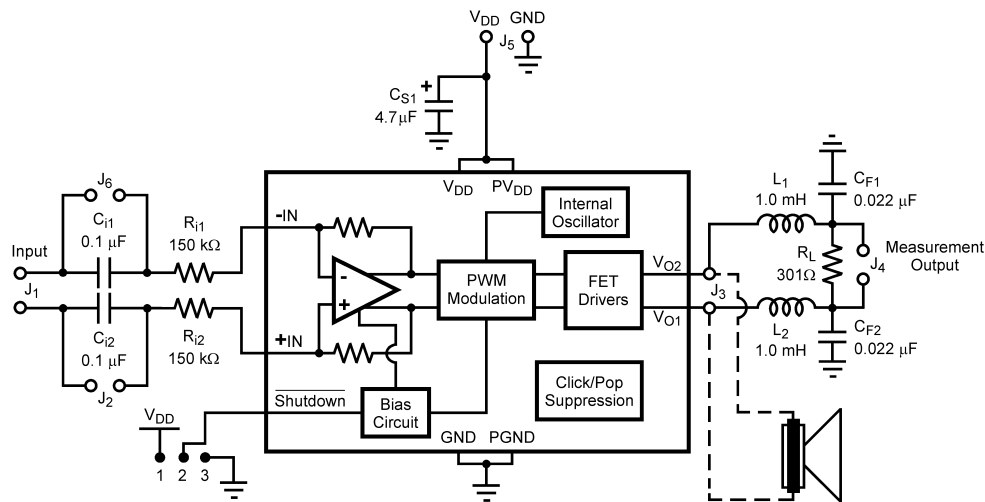 VDD GND
J5
CS1
4.7µF
VDD PVDD
J6
Ci1
0.1 µF
Ri1
150 kΩ
-IN
Input
J1
Internal
Oscillator
PWM
Modulation
FET
Drivers
VO2
VO1
J3
L1
1.0 mH
CF1
0.022 µF
RL
301Ω
J4
Measurement
Output
L2
1.0 mH
CF2
0.022 µF
Ci2
0.1 µF
J2
Ri2
150 kΩ
+IN
-
+
Shutdown
Bias
Circuit
Click/Pop
Suppression
VDD
1 2 3
GND PGND
+